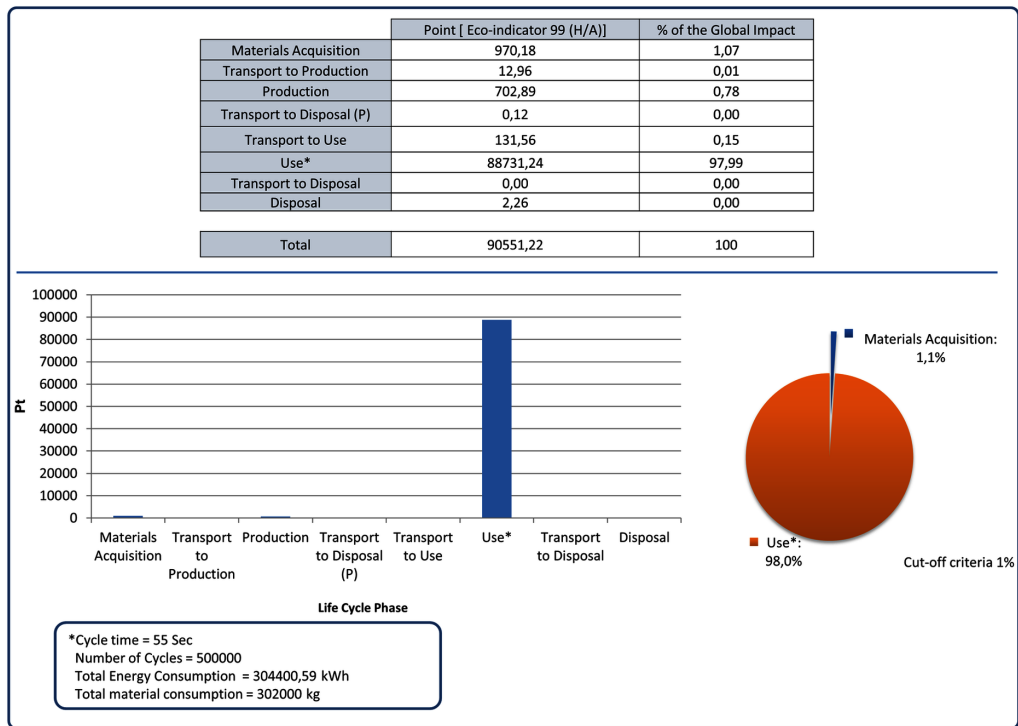 Point [ Eco-indicator 99 (H/A)] % of the Global Impact
Materials Acquisition 970,18 1,07
Transport to Production 12,96 0,01
Production 702,89 0,78
Transport to Disposal (P) 0,12 0,00
Transport to Use 131,56 0,15
Use* 88731,24 97,99
Transport to Disposal 0,00 0,00
Disposal 2,26 0,00
Total 90551,22 100
100000
90000
80000
70000
60000
50000
40000
30000
20000
10000
0
Pt
Materials
Acquisition
Transport
to
Production
Production
Transport
to Disposal
(P)
Transport
to Use
Use*
Transport
to Disposal
Disposal
Life Cycle Phase
Materials Acquisition:
1,1%
Use*:
98,0%
Cut-off criteria 1%
*Cycle time = 55 Sec
Number of Cycles = 500000
Total Energy Consumption = 304400,59 kWh
Total material consumption = 302000 kg